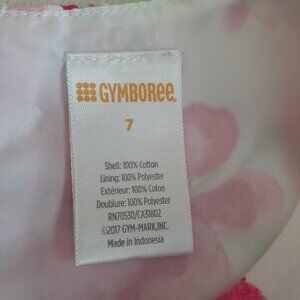 GYMBOREE
7
Shell: 100% Cotton
Lining: 100% Polyester
Extérieur: 100% Coton
Doublure: 100% Polyester
RN70530/CA31802
©2017 GYM-MARK, INC.
Made in Indonesia